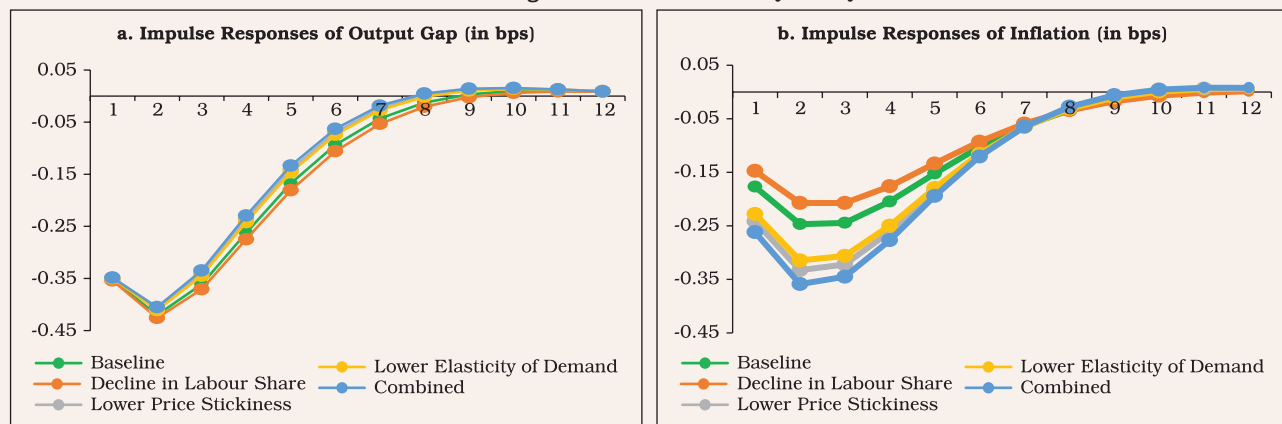 a. Impulse Responses of Output Gap (in bps)
0.05
-0.05
-0.15
-0.25
-0.35
-0.45
1 2 3 4 5 6 7 8 9 10 11 12
Baseline
Decline in Labour Share
Lower Price Stickiness
Lower Elasticity of Demand
Combined
b. Impulse Responses of Inflation (in bps)
0.05
-0.05
-0.15
-0.25
-0.35
-0.45
1 2 3 4 5 6 7 8 9 10 11 12
Baseline
Decline in Labour Share
Lower Price Stickiness
Lower Elasticity of Demand
Combined